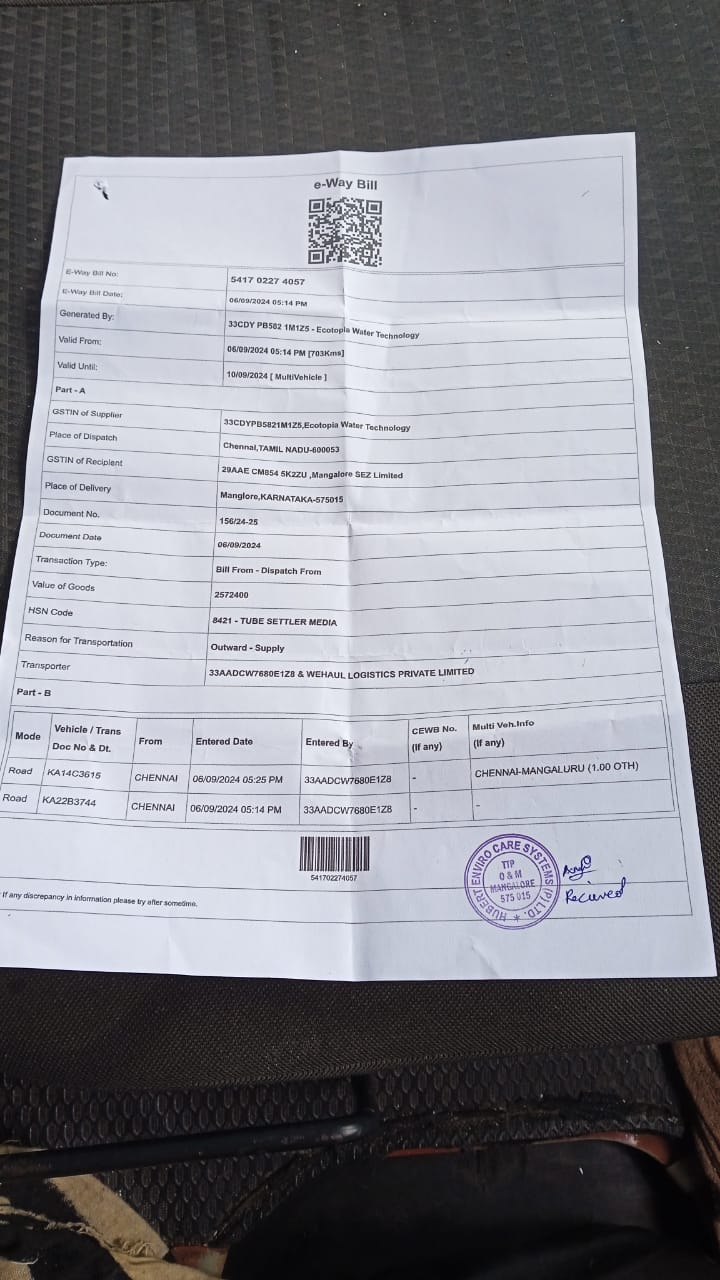 e-Way Bill
E-Way Bill No: 5417 0227 4057
E-Way Bill Date: 06/09/2024 05:14 PM
Generated By: 33CDY PB582 1M1Z5 - Ecotopia Water Technology
Valid From: 06/09/2024 05:14 PM [703Kms]
Valid Until: 10/09/2024 [ MultiVehicle ]
Part - A
GSTIN of Supplier 33CDYPB5821M1Z5,Ecotopia Water Technology
Place of Dispatch Chennai,TAMIL NADU-600053
GSTIN of Recipient 29AAE CM854 5K2ZU ,Mangalore SEZ Limited
Place of Delivery Manglore,KARNATAKA-575015
Document No. 156/24-25
Document Date 06/09/2024
Transaction Type: Bill From - Dispatch From
Value of Goods 2572400
HSN Code 8421 - TUBE SETTLER MEDIA
Reason for Transportation Outward - Supply
Transporter 33AADCW7680E1Z8 & WEHAUL LOGISTICS PRIVATE LIMITED
Part - B
Mode Vehicle / Trans Doc No & Dt. From Entered Date Entered By CEWB No. (If any) Multi Veh.Info (If any)
Road KA14C3615 CHENNAI 06/09/2024 05:25 PM 33AADCW7680E1Z8 - CHENNAI-MANGALURU (1.00 OTH)
Road KA22B3744 CHENNAI 06/09/2024 05:14 PM 33AADCW7680E1Z8 - -
541702274057
If any discrepancy in information please try after sometime.
HUBERT ENVIRO CARE SYSTEMS (P) LTD. *
TTP
O & M
MANGALORE
575 015
Recieved